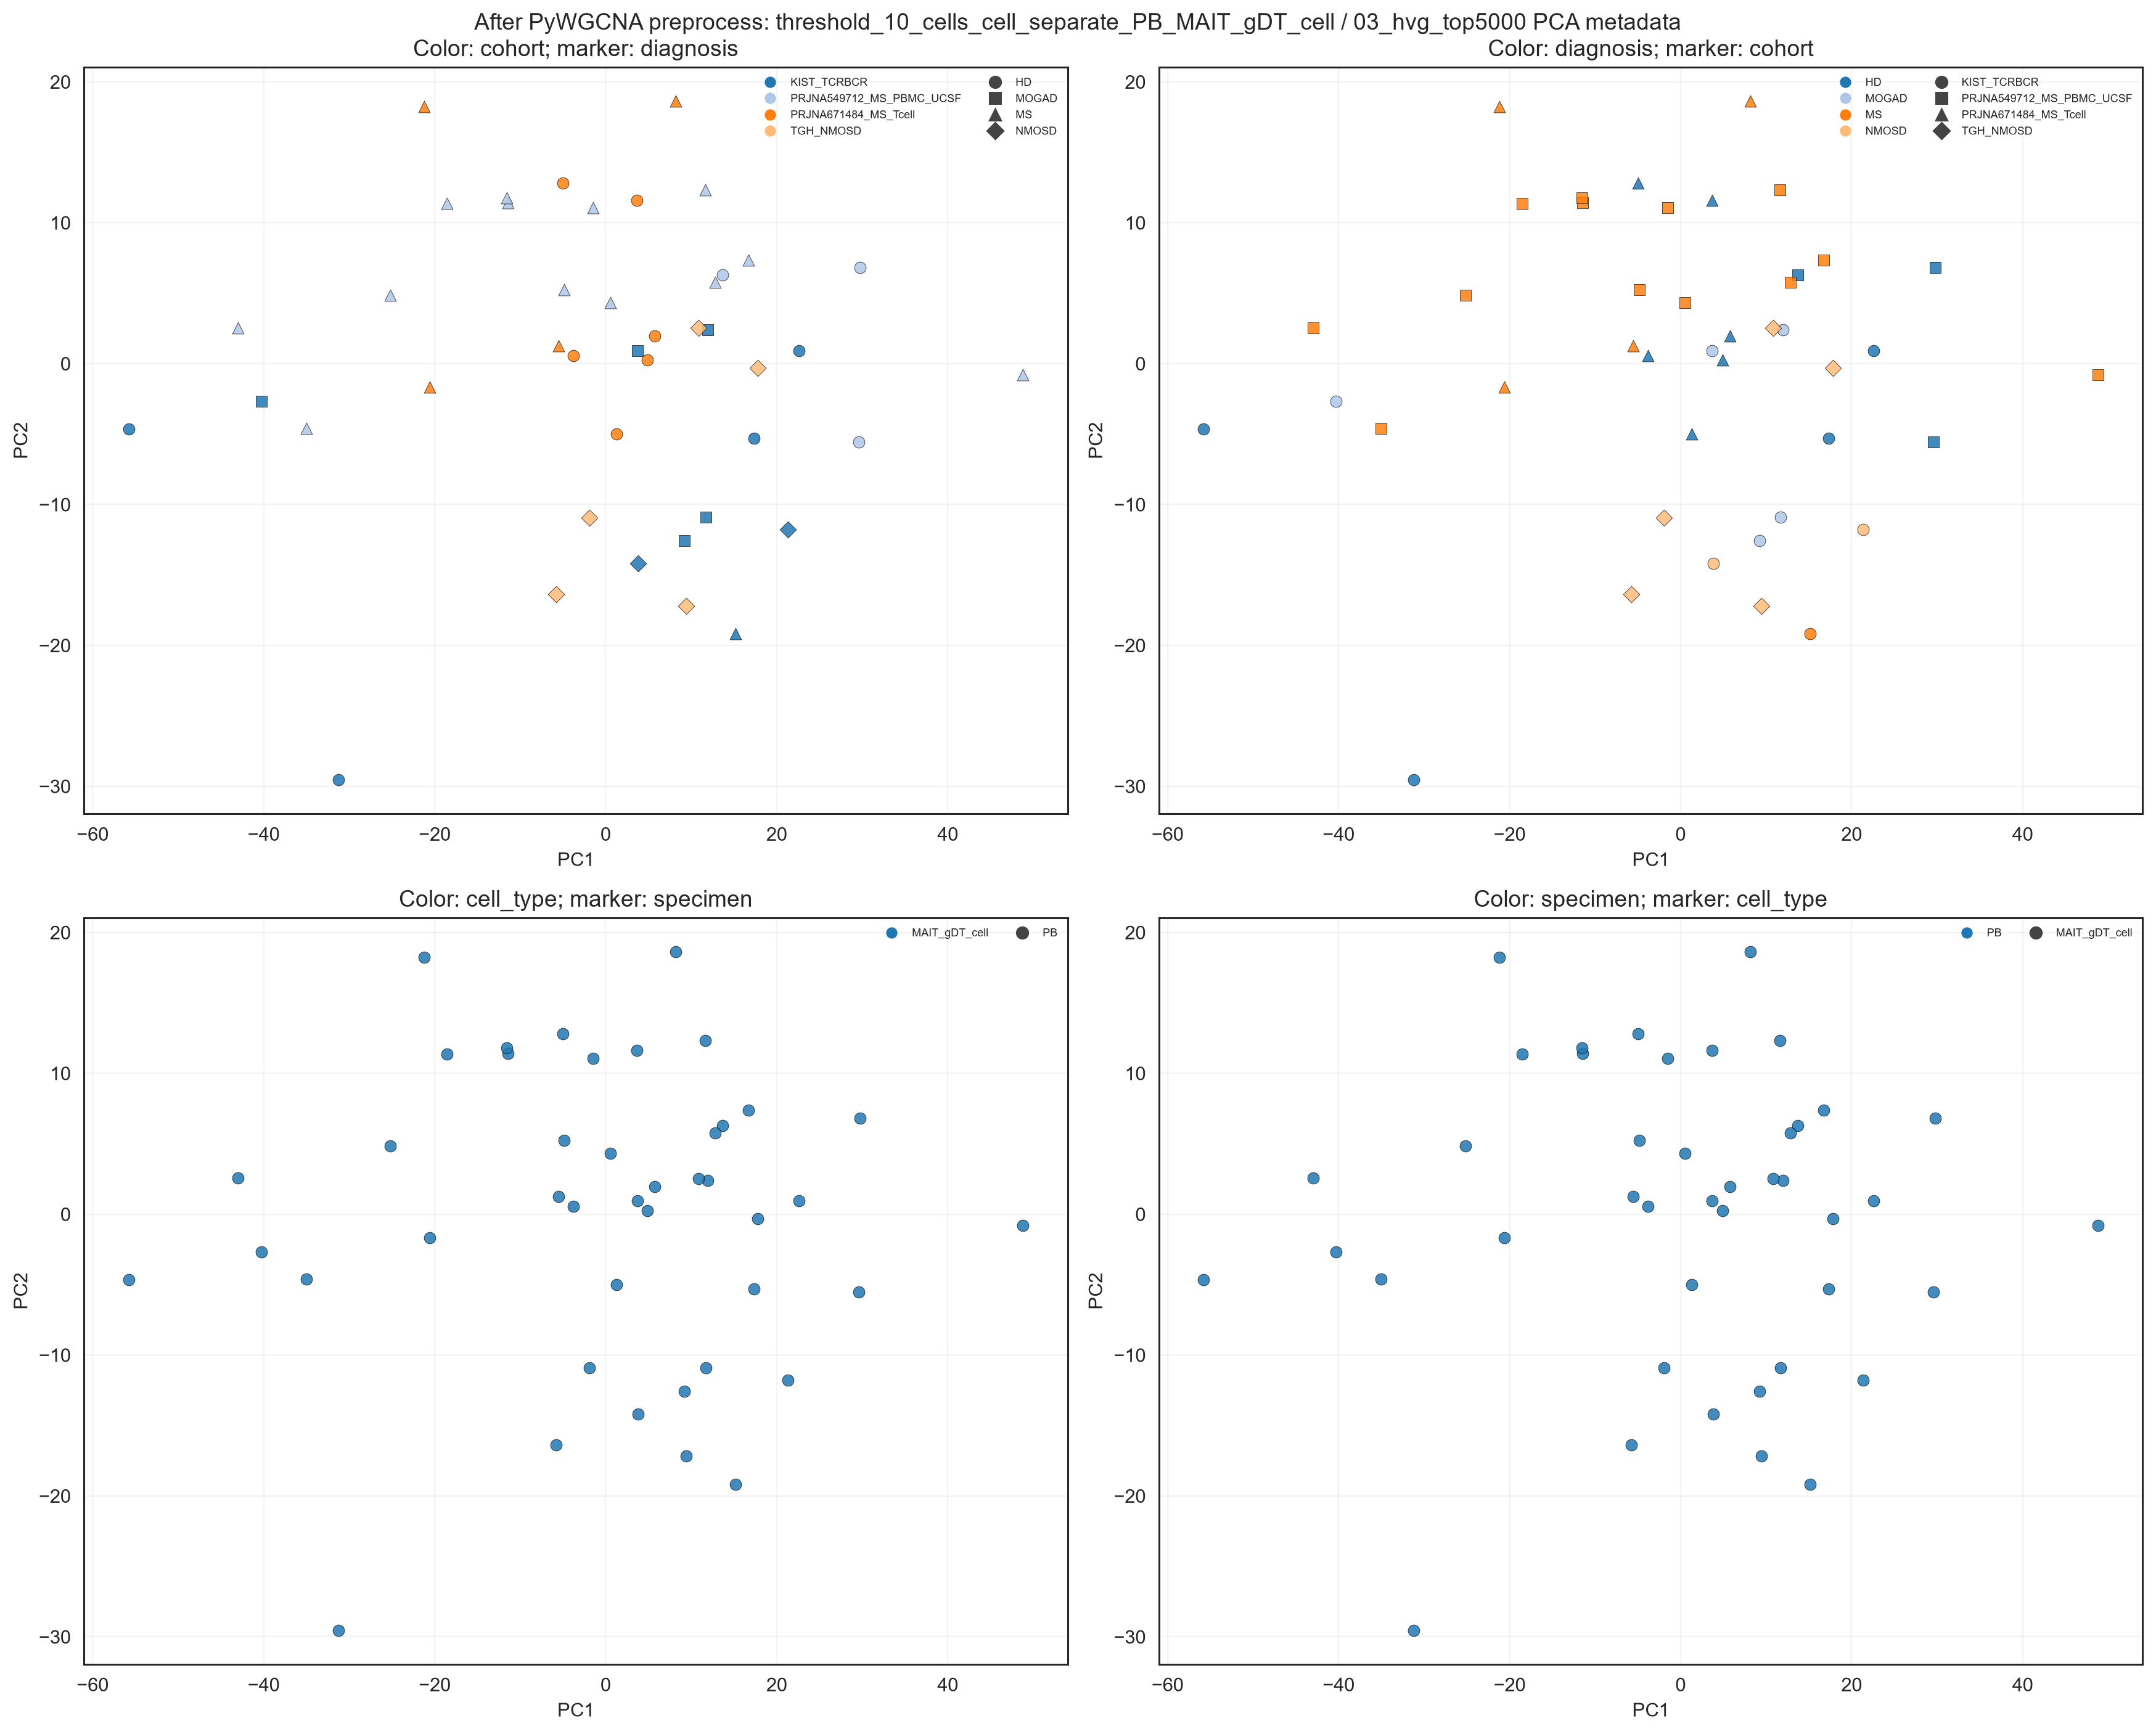 After PyWGCNA preprocess: threshold_10_cells_cell_separate_PB_MAIT_gDT_cell / 03_hvg_top5000 PCA metadata
Color: cohort; marker: diagnosis
KIST_TCRBCR
PRJNA549712_MS_PBMC_UCSF
PRJNA671484_MS_Tcell
TGH_NMOSD
HD
MOGAD
MS
NMOSD
20
10
0
−10
−20
−30
PC2
−60
−40
−20
0
20
40
PC1
Color: diagnosis; marker: cohort
HD
MOGAD
MS
NMOSD
KIST_TCRBCR
PRJNA549712_MS_PBMC_UCSF
PRJNA671484_MS_Tcell
TGH_NMOSD
20
10
0
−10
−20
−30
PC2
−60
−40
−20
0
20
40
PC1
Color: cell_type; marker: specimen
MAIT_gDT_cell
PB
20
10
0
−10
−20
−30
PC2
−60
−40
−20
0
20
40
PC1
Color: specimen; marker: cell_type
PB
MAIT_gDT_cell
20
10
0
−10
−20
−30
PC2
−60
−40
−20
0
20
40
PC1